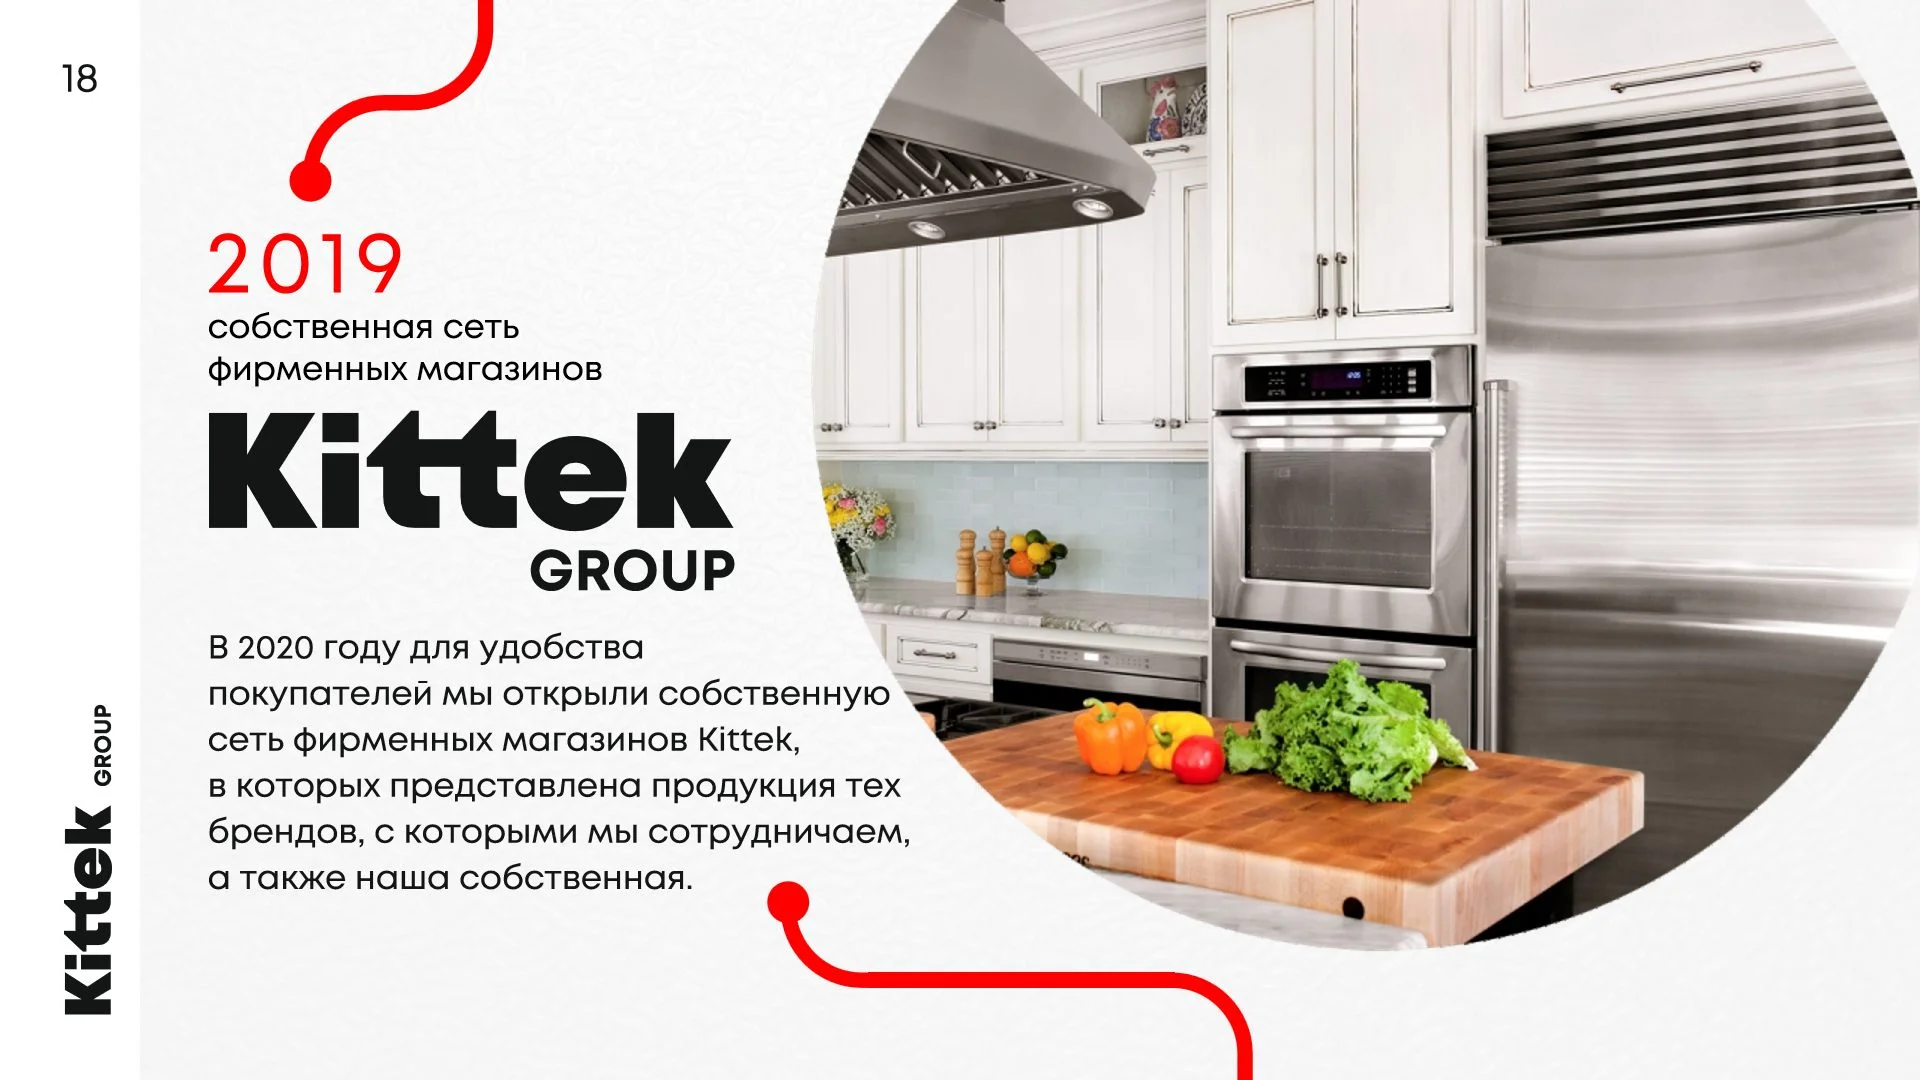 18
2019
собственная сеть
фирменных магазинов
Kittek
GROUP
В 2020 году для удобства
покупателей мы открыли собственную
сеть фирменных магазинов Kittek,
в которых представлена продукция тех
брендов, с которыми мы сотрудничаем,
а также наша собственная.
Kittek GROUP